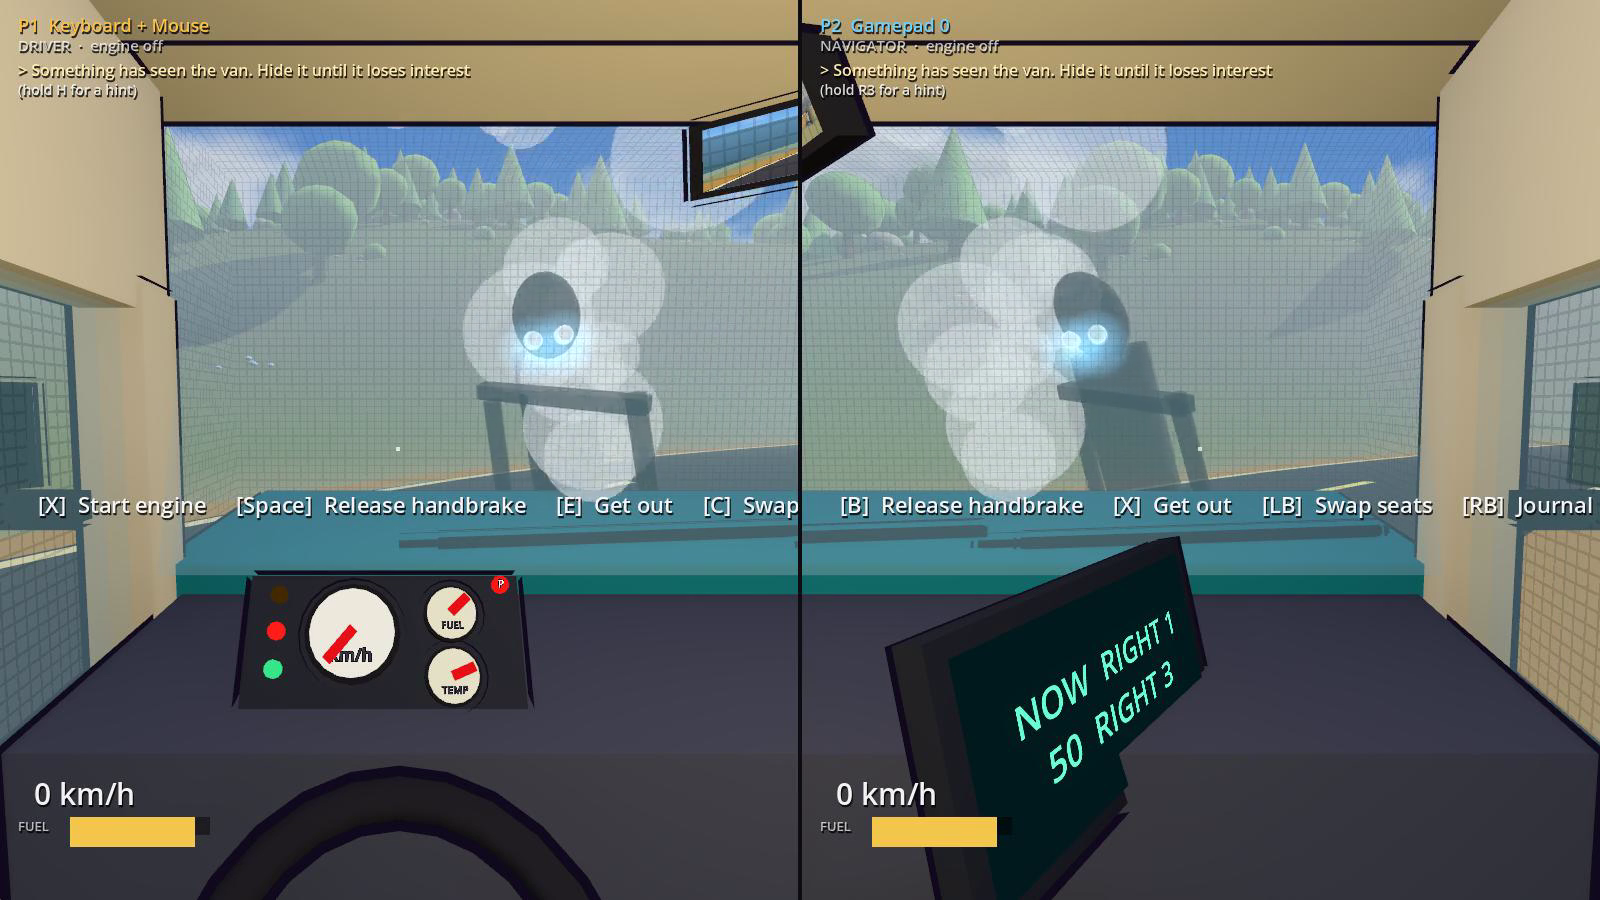 P1 Keyboard + Mouse
DRIVER · engine off
> Something has seen the van. Hide it until it loses interest
(hold H for a hint)
[X] Start engine [Space] Release handbrake [E] Get out [C] Swap
P
km/h
FUEL
TEMP
0 km/h
FUEL
P2 Gamepad 0
NAVIGATOR · engine off
> Something has seen the van. Hide it until it loses interest
(hold R3 for a hint)
[B] Release handbrake [X] Get out [LB] Swap seats [RB] Journal
NOW RIGHT 1
50 RIGHT 3
0 km/h
FUEL